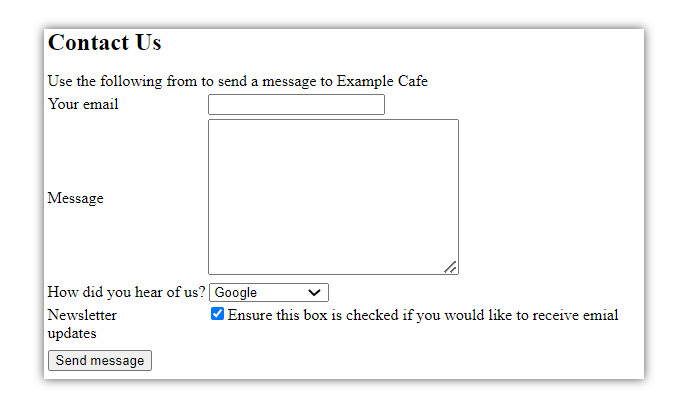 Contact Us
Use the following from to send a message to Example Cafe
Your email
Message
How did you hear of us? Google
Newsletter updates
Ensure this box is checked if you would like to receive emial
Send message